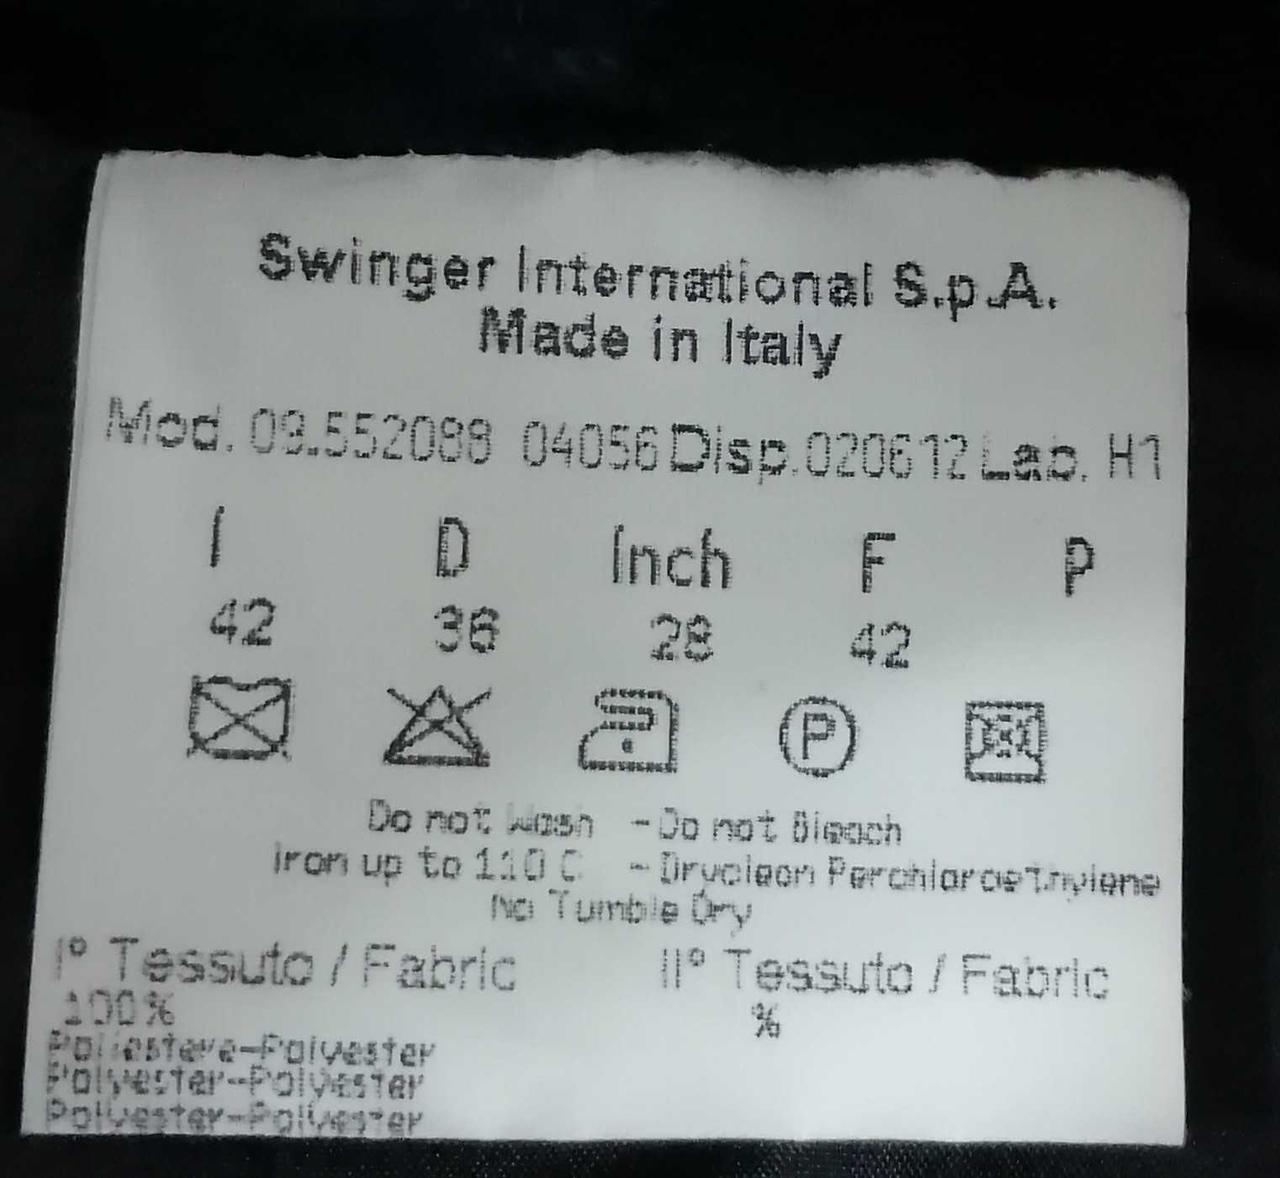 Swinger International S.p.A.
Made in Italy
Mod. 09.552088 04056 Disp.020612 Lab. H1
I D Inch F P
42 36 28 42
P
Do not Wash - Do not Bleach
Iron up to 110 C - Dryclean Perchloroethylene
No Tumble Dry
I° Tessuto / Fabric II° Tessuto / Fabric
100% %
Poliestere-Polyester
Polyester-Polyester
Polyester-Polyester